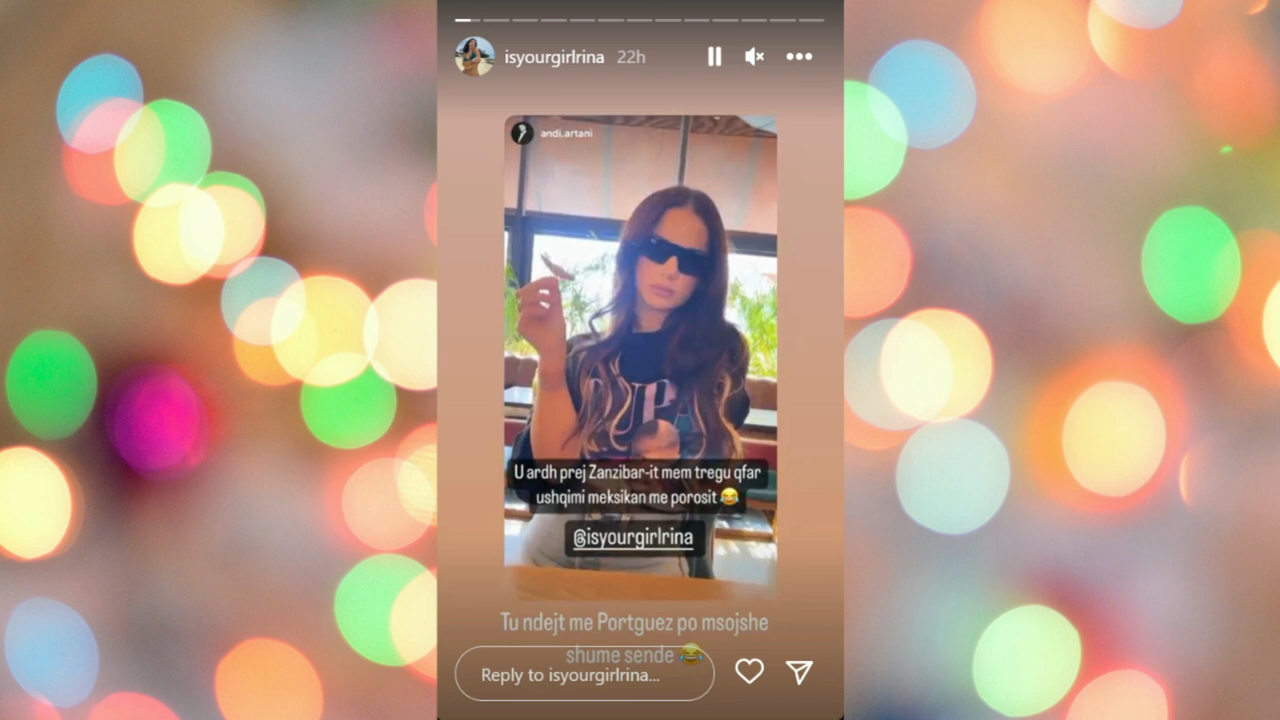 isyourgirlrina 22h
andi.artani
U ardh prej Zanzibar-it mem tregu qfar
ushqimi meksikan me porosit 😂
@isyourgirlrina
Tu ndejt me Portguez po msojshe
shume sende 😂
Reply to isyourgirlrina...